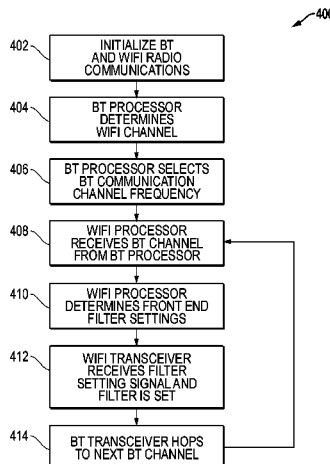 400
402
INITIALIZE BT
AND WIFI RADIO
COMMUNICATIONS
404
BT PROCESSOR
DETERMINES
WIFI CHANNEL
406
BT PROCESSOR SELECTS
BT COMMUNICATION
CHANNEL FREQUENCY
408
WIFI PROCESSOR
RECEIVES BT CHANNEL
FROM BT PROCESSOR
410
WIFI PROCESSOR
DETERMINES FRONT END
FILTER SETTINGS
412
WIFI TRANSCEIVER
RECEIVES FILTER
SETTING SIGNAL AND
FILTER IS SET
414
BT TRANSCEIVER HOPS
TO NEXT BT CHANNEL